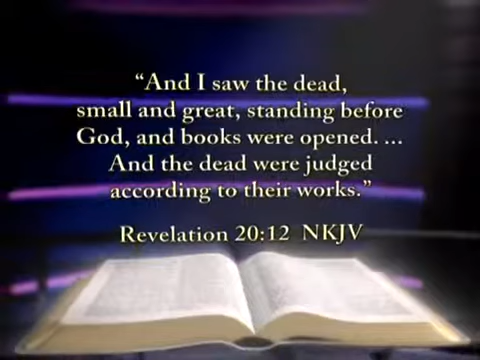 “And I saw the dead,
small and great, standing before
God, and books were opened. ...
And the dead were judged
according to their works.”
Revelation 20:12 NKJV